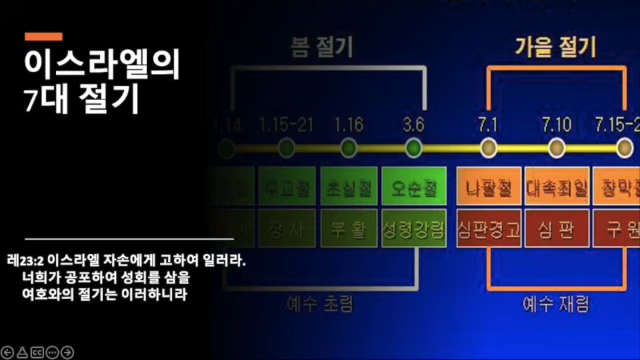 이스라엘의
7대 절기
봄 절기
가을 절기
1.15-21
1.16
3.6
7.1
7.10
7.15-2
무교절
초실절
오순절
나팔절
대속죄일
장막절
장사
부활
성령강림
심판경고
심판
구원
예수 초림
예수 재림
레23:2 이스라엘 자손에게 고하여 일러라.
너희가 공포하여 성회를 삼을
여호와의 절기는 이러하니라